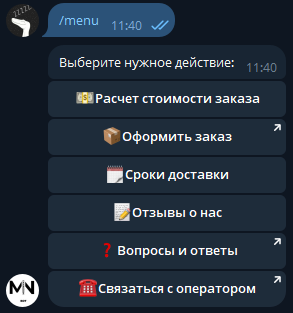 /menu
11:40
Выберите нужное действие:
11:40
💵Расчет стоимости заказа
📦Оформить заказ
🗓Сроки доставки
📝Отзывы о нас
❓Вопросы и ответы
☎️Связаться с оператором
MN